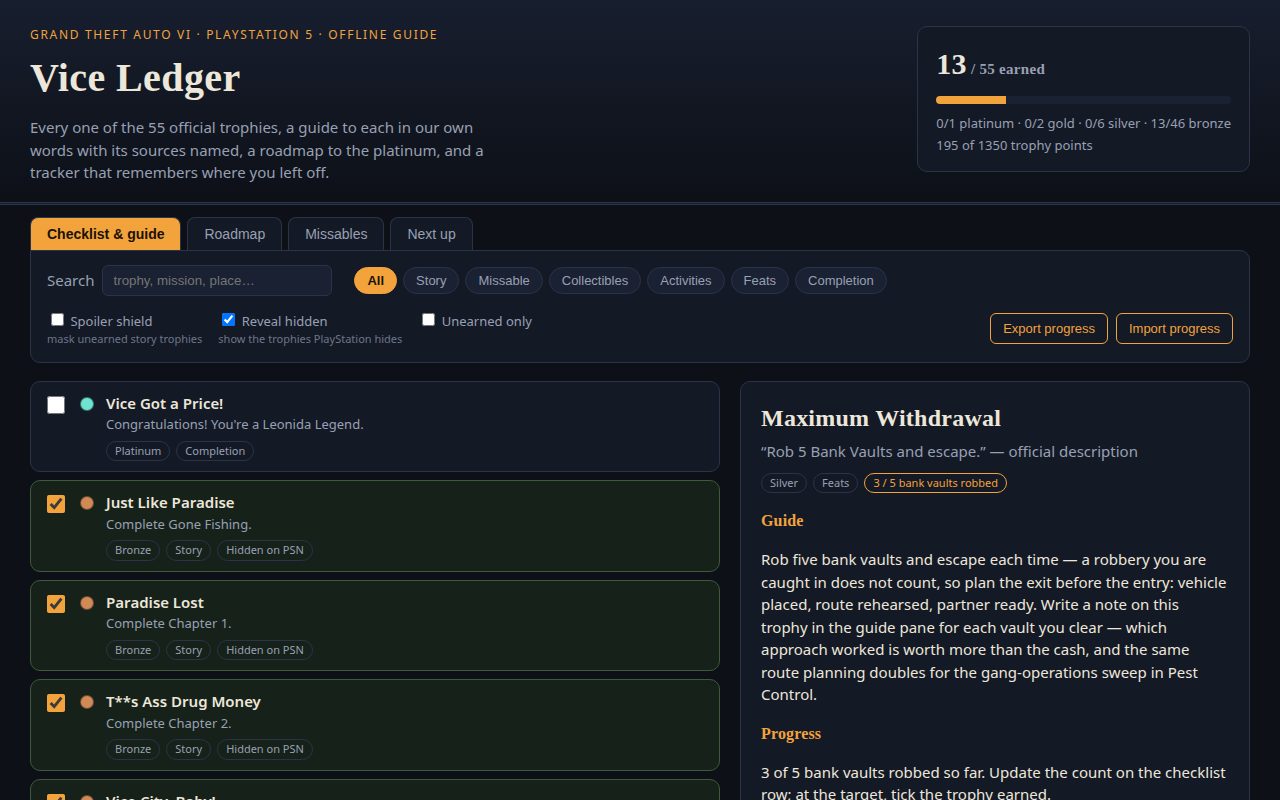 GRAND THEFT AUTO VI · PLAYSTATION 5 · OFFLINE GUIDE
Vice Ledger
Every one of the 55 official trophies, a guide to each in our own
words with its sources named, a roadmap to the platinum, and a
tracker that remembers where you left off.
13 / 55 earned
0/1 platinum · 0/2 gold · 0/6 silver · 13/46 bronze
195 of 1350 trophy points
Checklist & guide
Roadmap
Missables
Next up
Search
trophy, mission, place…
All
Story
Missable
Collectibles
Activities
Feats
Completion
Spoiler shield
mask unearned story trophies
Reveal hidden
show the trophies PlayStation hides
Unearned only
Export progress
Import progress
Vice Got a Price!
Congratulations! You're a Leonida Legend.
Platinum
Completion
Just Like Paradise
Complete Gone Fishing.
Bronze
Story
Hidden on PSN
Paradise Lost
Complete Chapter 1.
Bronze
Story
Hidden on PSN
T**s Ass Drug Money
Complete Chapter 2.
Bronze
Story
Hidden on PSN
Vice City, Baby!
Maximum Withdrawal
“Rob 5 Bank Vaults and escape.” — official description
Silver
Feats
3 / 5 bank vaults robbed
Guide
Rob five bank vaults and escape each time — a robbery you are
caught in does not count, so plan the exit before the entry: vehicle
placed, route rehearsed, partner ready. Write a note on this
trophy in the guide pane for each vault you clear — which
approach worked is worth more than the cash, and the same
route planning doubles for the gang-operations sweep in Pest
Control.
Progress
3 of 5 bank vaults robbed so far. Update the count on the checklist
row; at the target, tick the trophy earned.